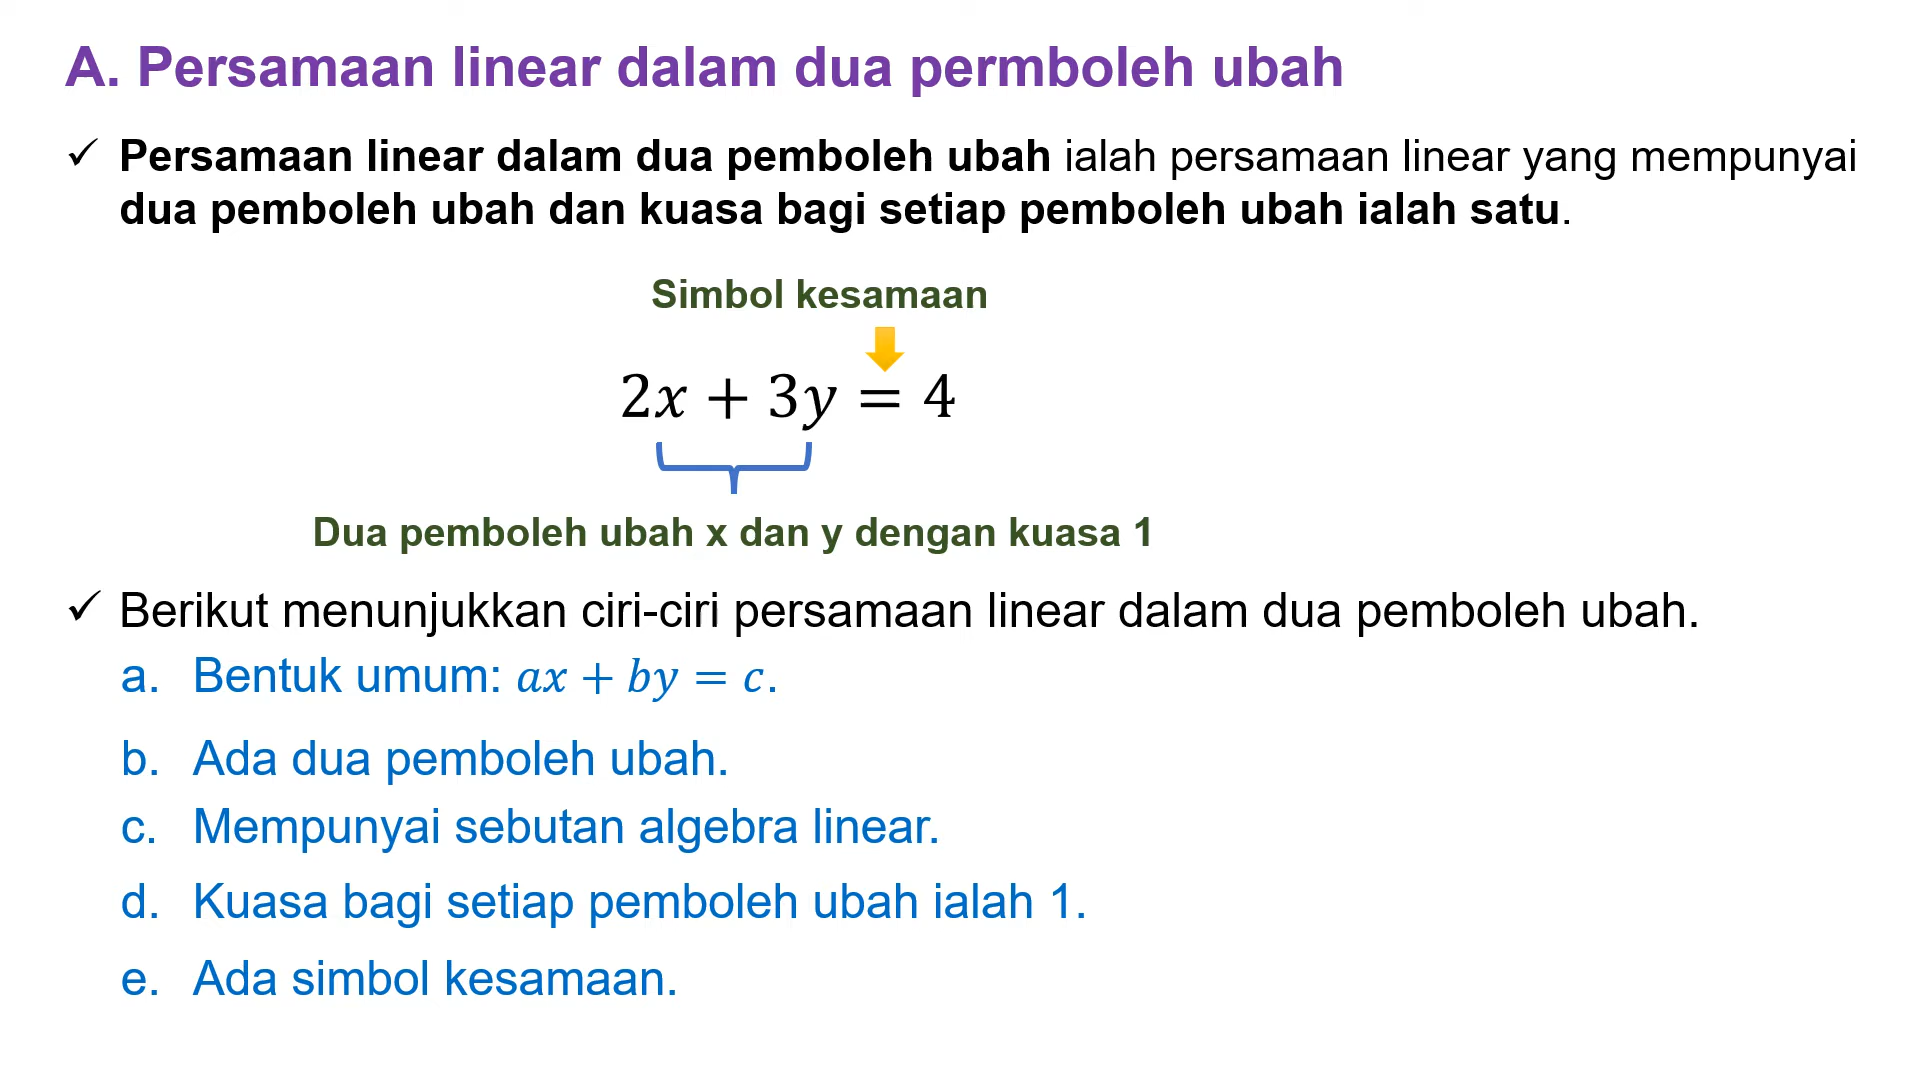 A. Persamaan linear dalam dua permboleh ubah
✓ Persamaan linear dalam dua pemboleh ubah ialah persamaan linear yang mempunyai
dua pemboleh ubah dan kuasa bagi setiap pemboleh ubah ialah satu.
Simbol kesamaan
2x + 3y = 4
Dua pemboleh ubah x dan y dengan kuasa 1
✓ Berikut menunjukkan ciri-ciri persamaan linear dalam dua pemboleh ubah.
a. Bentuk umum: ax + by = c.
b. Ada dua pemboleh ubah.
c. Mempunyai sebutan algebra linear.
d. Kuasa bagi setiap pemboleh ubah ialah 1.
e. Ada simbol kesamaan.